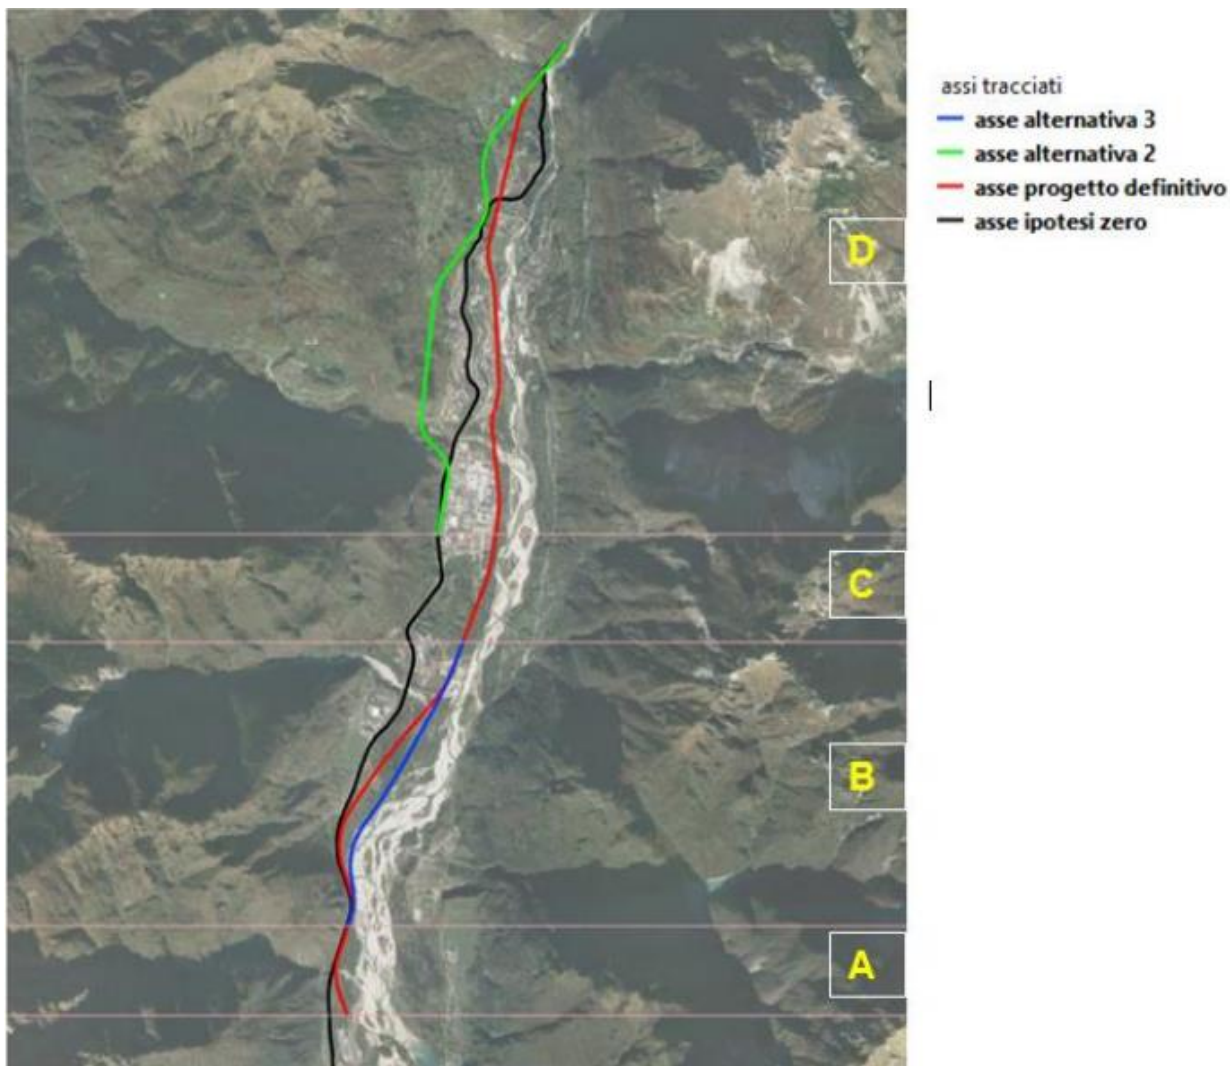 assi tracciati
asse alternativa 3
asse alternativa 2
asse progetto definitivo
asse ipotesi zero
D
C
B
A